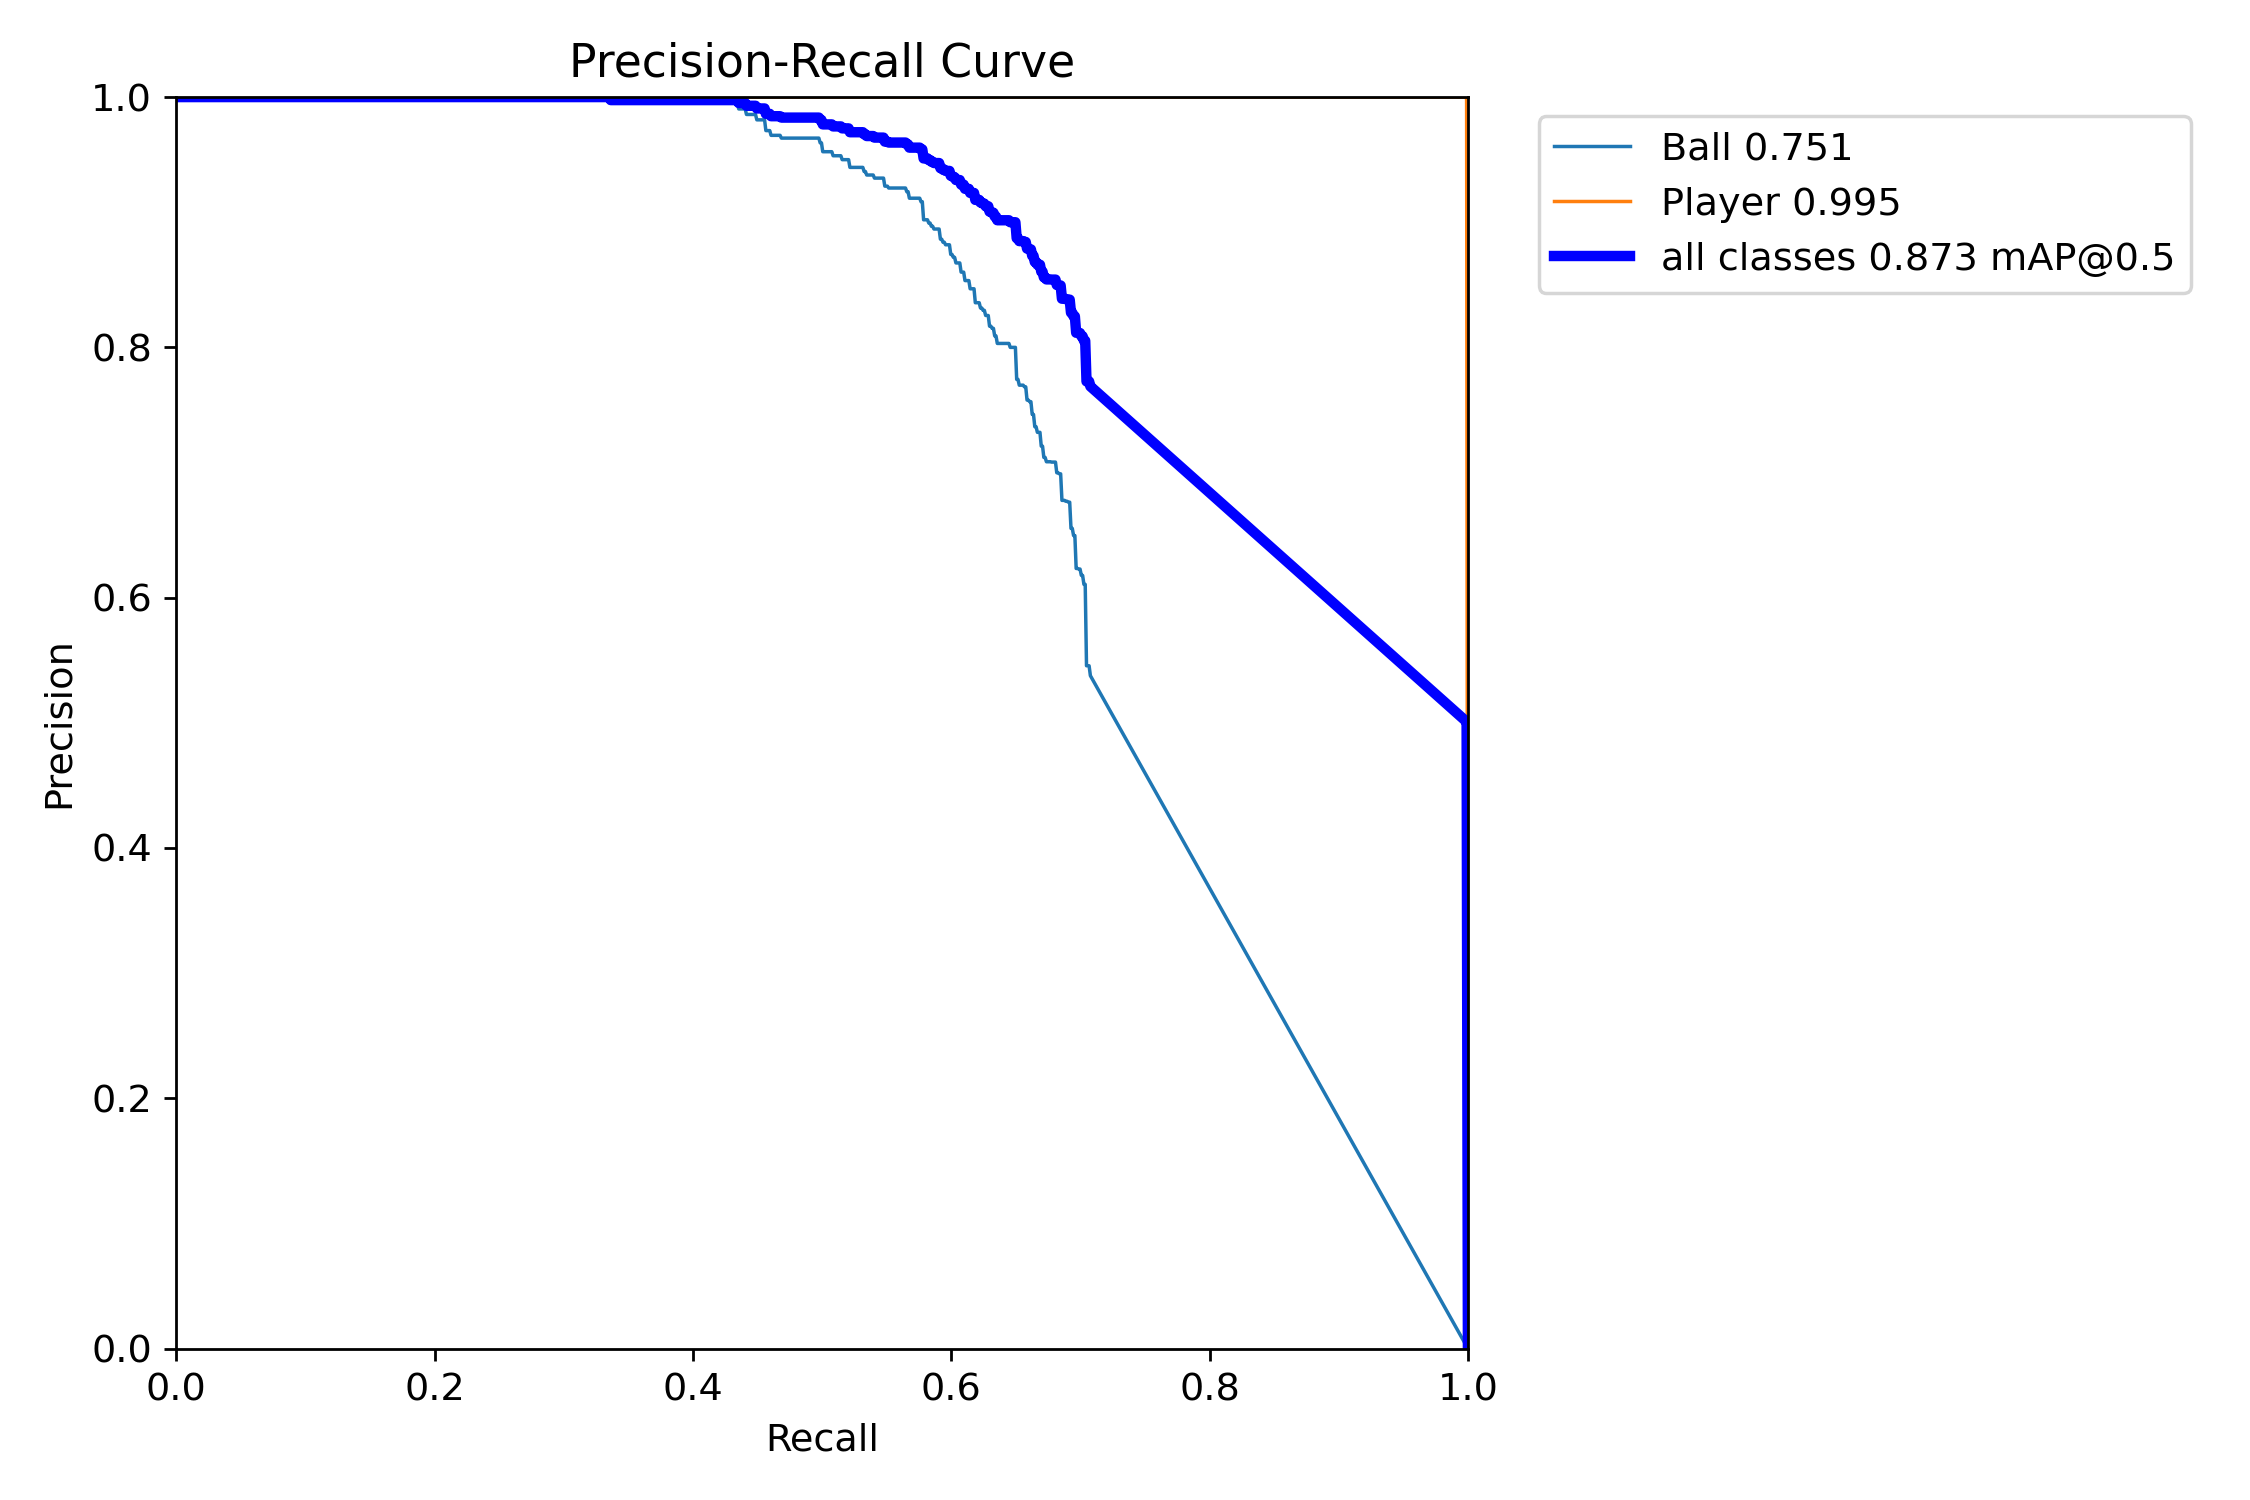 Precision-Recall Curve
1.0
0.8
0.6
0.4
0.2
0.0
Precision
0.0 0.2 0.4 0.6 0.8 1.0
Recall
Ball 0.751
Player 0.995
all classes 0.873 mAP@0.5